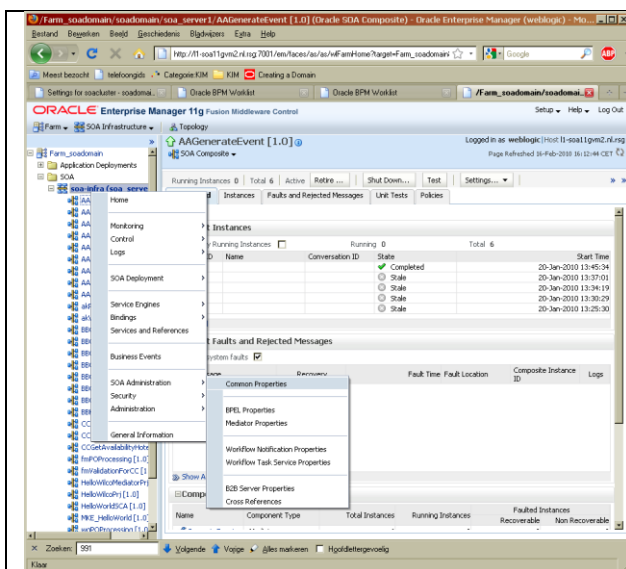 /Farm_soadomain/soadomain/soa_server1/AAGenerateEvent [1.0] (Oracle SOA Composite) - Oracle Enterprise Manager (weblogic) - Mo...
Bestand Bewerken Beeld Geschiedenis Bladwijzers Extra Help
http://l1-soa11gvm2.nl.rsg:7001/em/faces/as/as/wlFarmHome?target=Farm_soadomain Google ABP
Meest bezocht telefoongids Categorie:KIM KIM Creating a Domain
Settings for soacluster - soadomai... Oracle BPM Worklist Oracle BPM Worklist /Farm_soadomain/soadomai...
ORACLE Enterprise Manager 11g Fusion Middleware Control Setup Help Log Out
Farm SOA Infrastructure Topology
AAGenerateEvent [1.0] Logged in as weblogic|Host l1-soa11gvm2.nl.rsg
SOA Composite Page Refreshed 16-Feb-2010 16:12:44 CET
Farm_soadomain
Application Deployments
SOA
soa-infra (soa_serve
Running Instances 0 Total 6 Active Retire ... Shut Down... Test Settings...
Instances Faults and Rejected Messages Unit Tests Policies
Instances
Running Instances Running 0 Total 6
Name Conversation ID State Start Time
Completed 20-Jan-2010 13:45:34
Stale 20-Jan-2010 13:37:01
Stale 20-Jan-2010 13:34:19
Stale 20-Jan-2010 13:30:29
Stale 20-Jan-2010 13:25:30
Faults and Rejected Messages
system faults
Recovery Fault Time Fault Location Composite Instance ID Logs
Home
Monitoring
Control
Logs
SOA Deployment
Service Engines
Bindings
Services and References
Business Events
SOA Administration
Security
Administration
General Information
Common Properties
BPEL Properties
Mediator Properties
Workflow Notification Properties
Workflow Task Service Properties
B2B Server Properties
Cross References
CCGetAvailabilityHote
fmPOProcessing [1.0]
fmValidationForCC [1
HelloWilcoMediatorPrj
HelloWilcoPrj [1.0]
HelloWorldSCA [1.0]
MKE_HelloWorld [1.0]
woPOProcessing [1.0]
Show A
Compo
Name Component Type Total Instances Running Instances Faulted Instances
Recoverable Non Recoverable
Zoeken: 991 Volgende Vorige Alles markeren Hoofdlettergevoelig
Klaar